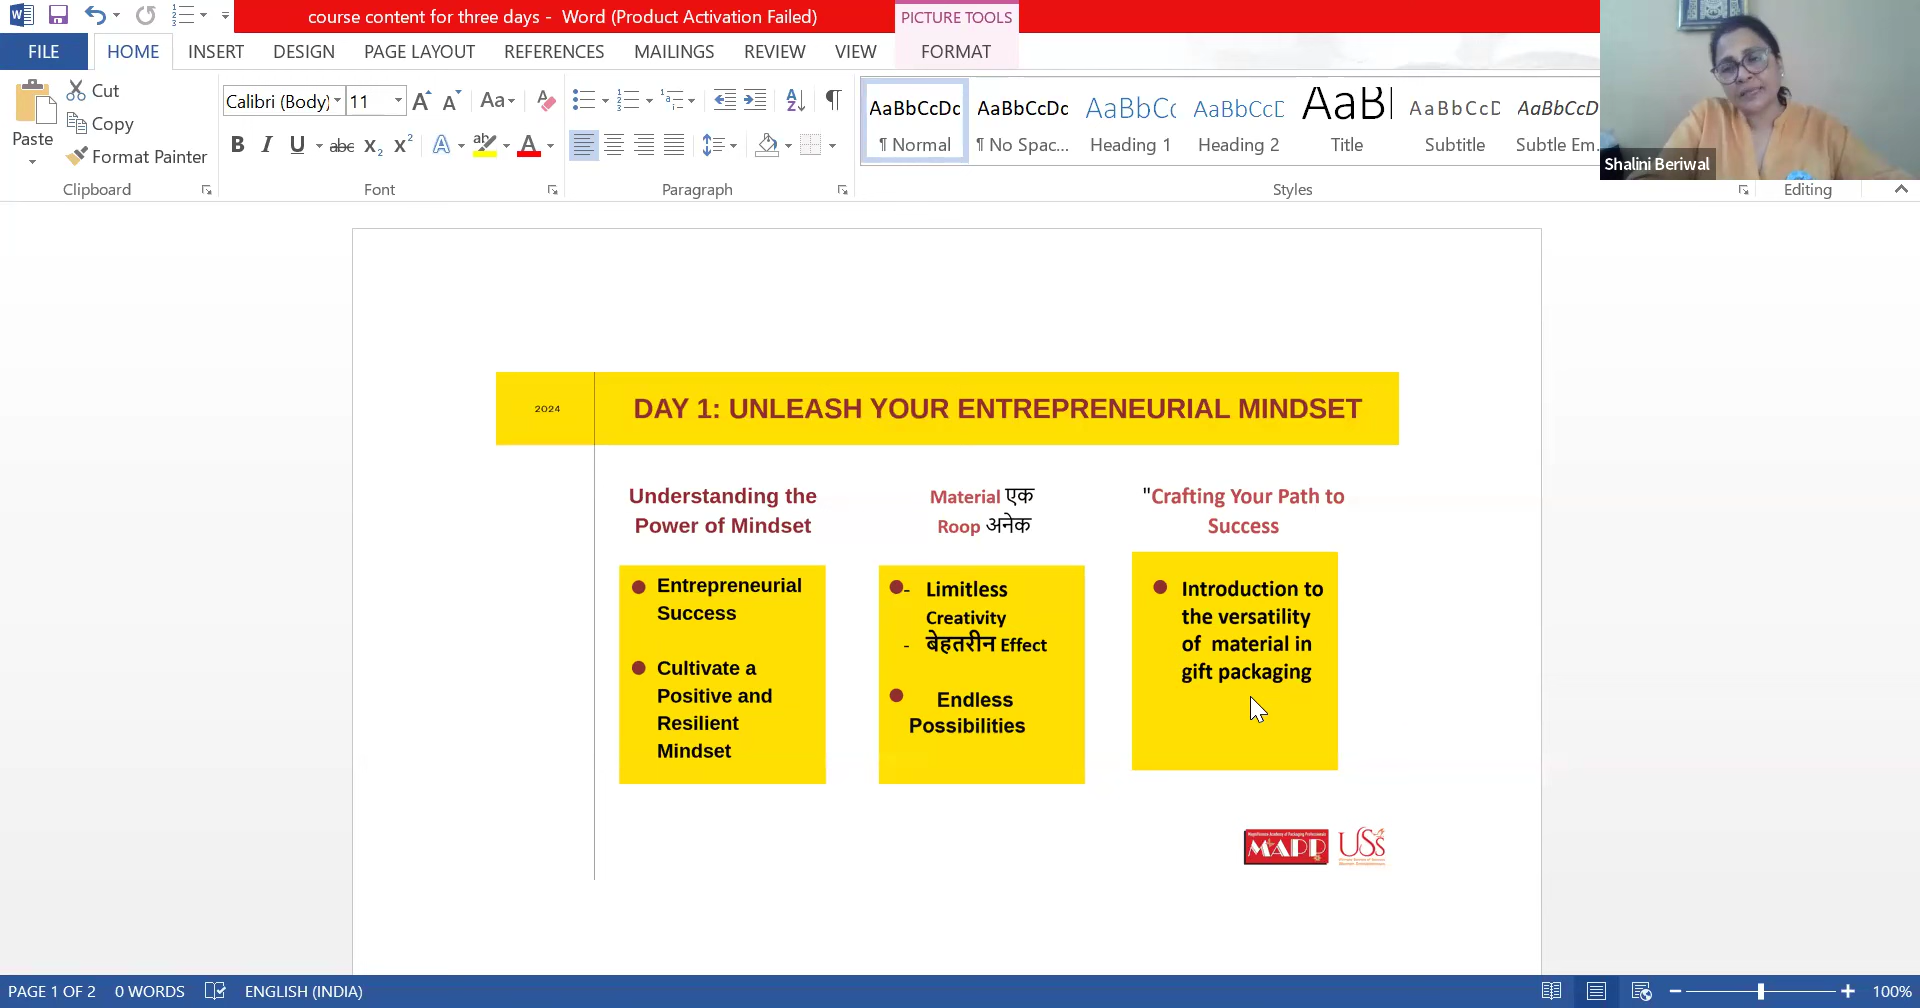 course content for three days - Word (Product Activation Failed)
PICTURE TOOLS
FILE
HOME
INSERT
DESIGN
PAGE LAYOUT
REFERENCES
MAILINGS
REVIEW
VIEW
FORMAT
Paste
Cut
Copy
Format Painter
Clipboard
Calibri (Body)
11
Font
Paragraph
AaBbCcDc
¶ Normal
AaBbCcDc
¶ No Spac...
AaBbCc
Heading 1
AaBbCcD
Heading 2
AaBl
Title
AaBbCcD
Subtitle
AaBbCcD
Subtle Em...
Styles
Editing
Shalini Beriwal
2024
DAY 1: UNLEASH YOUR ENTREPRENEURIAL MINDSET
Understanding the
Power of Mindset
● Entrepreneurial
Success
● Cultivate a
Positive and
Resilient
Mindset
Material एक
Roop अनेक
● - Limitless
Creativity
- बेहतरीन Effect
● Endless
Possibilities
"Crafting Your Path to
Success
● Introduction to
the versatility
of material in
gift packaging
MAPP
USS
PAGE 1 OF 2
0 WORDS
ENGLISH (INDIA)
100%